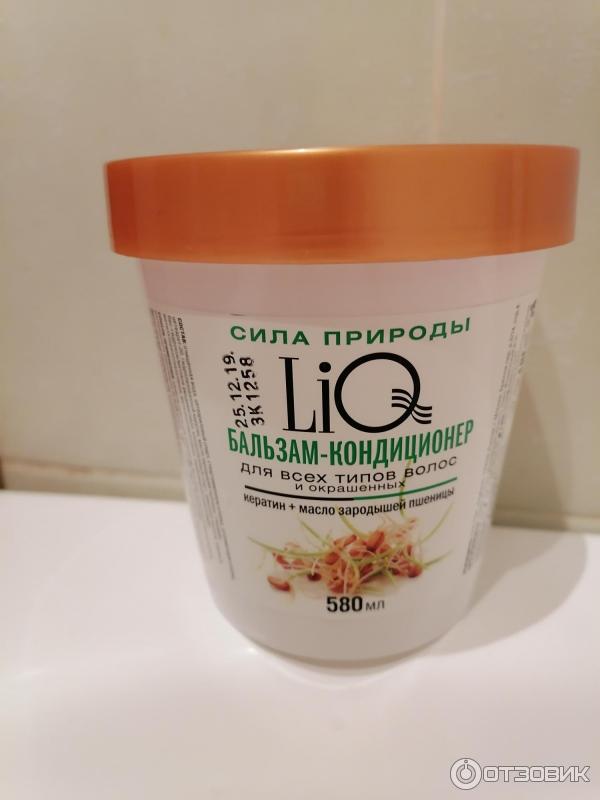 СИЛА ПРИРОДЫ
25.12.19.
3К1258
LiQ
БАЛЬЗАМ-КОНДИЦИОНЕР
ДЛЯ ВСЕХ ТИПОВ ВОЛОС
И ОКРАШЕННЫХ
кератин + масло зародышей пшеницы
580 мл
ОТЗОВИК